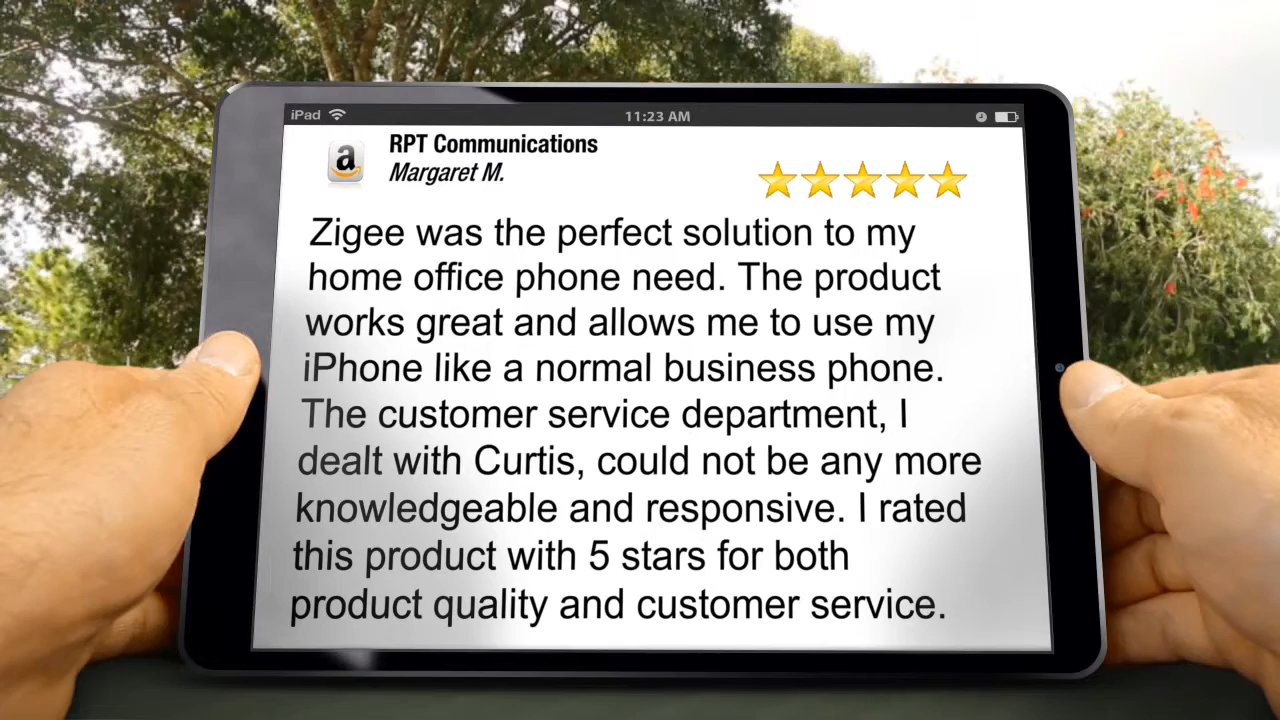 iPad 11:23 AM
a
RPT Communications
Margaret M.
Zigee was the perfect solution to my
home office phone need. The product
works great and allows me to use my
iPhone like a normal business phone.
The customer service department, I
dealt with Curtis, could not be any more
knowledgeable and responsive. I rated
this product with 5 stars for both
product quality and customer service.